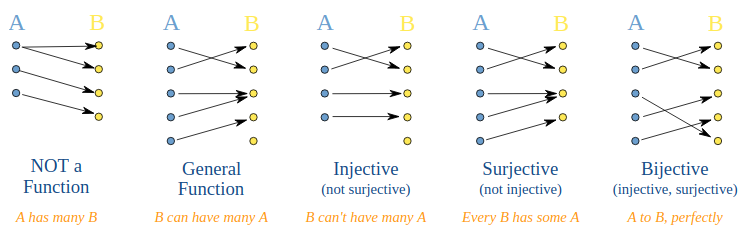 A B
A B
A B
A B
A B
NOT a
Function
A has many B
General
Function
B can have many A
Injective
(not surjective)
B can't have many A
Surjective
(not injective)
Every B has some A
Bijective
(injective, surjective)
A to B, perfectly